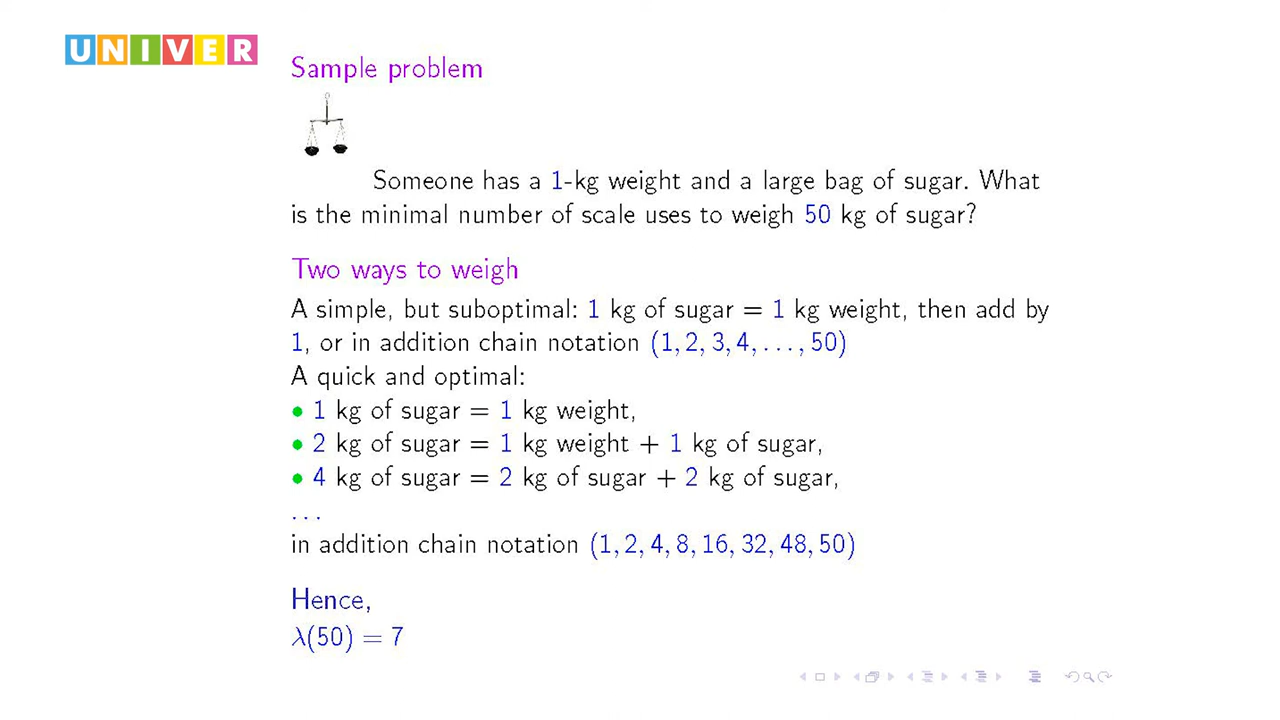 UNIVER
Sample problem
Someone has a 1-kg weight and a large bag of sugar. What
is the minimal number of scale uses to weigh 50 kg of sugar?
Two ways to weigh
A simple, but suboptimal: 1 kg of sugar = 1 kg weight, then add by
1, or in addition chain notation (1, 2, 3, 4, . . . , 50)
A quick and optimal:
• 1 kg of sugar = 1 kg weight,
• 2 kg of sugar = 1 kg weight + 1 kg of sugar,
• 4 kg of sugar = 2 kg of sugar + 2 kg of sugar,
. . .
in addition chain notation (1, 2, 4, 8, 16, 32, 48, 50)
Hence,
λ(50) = 7